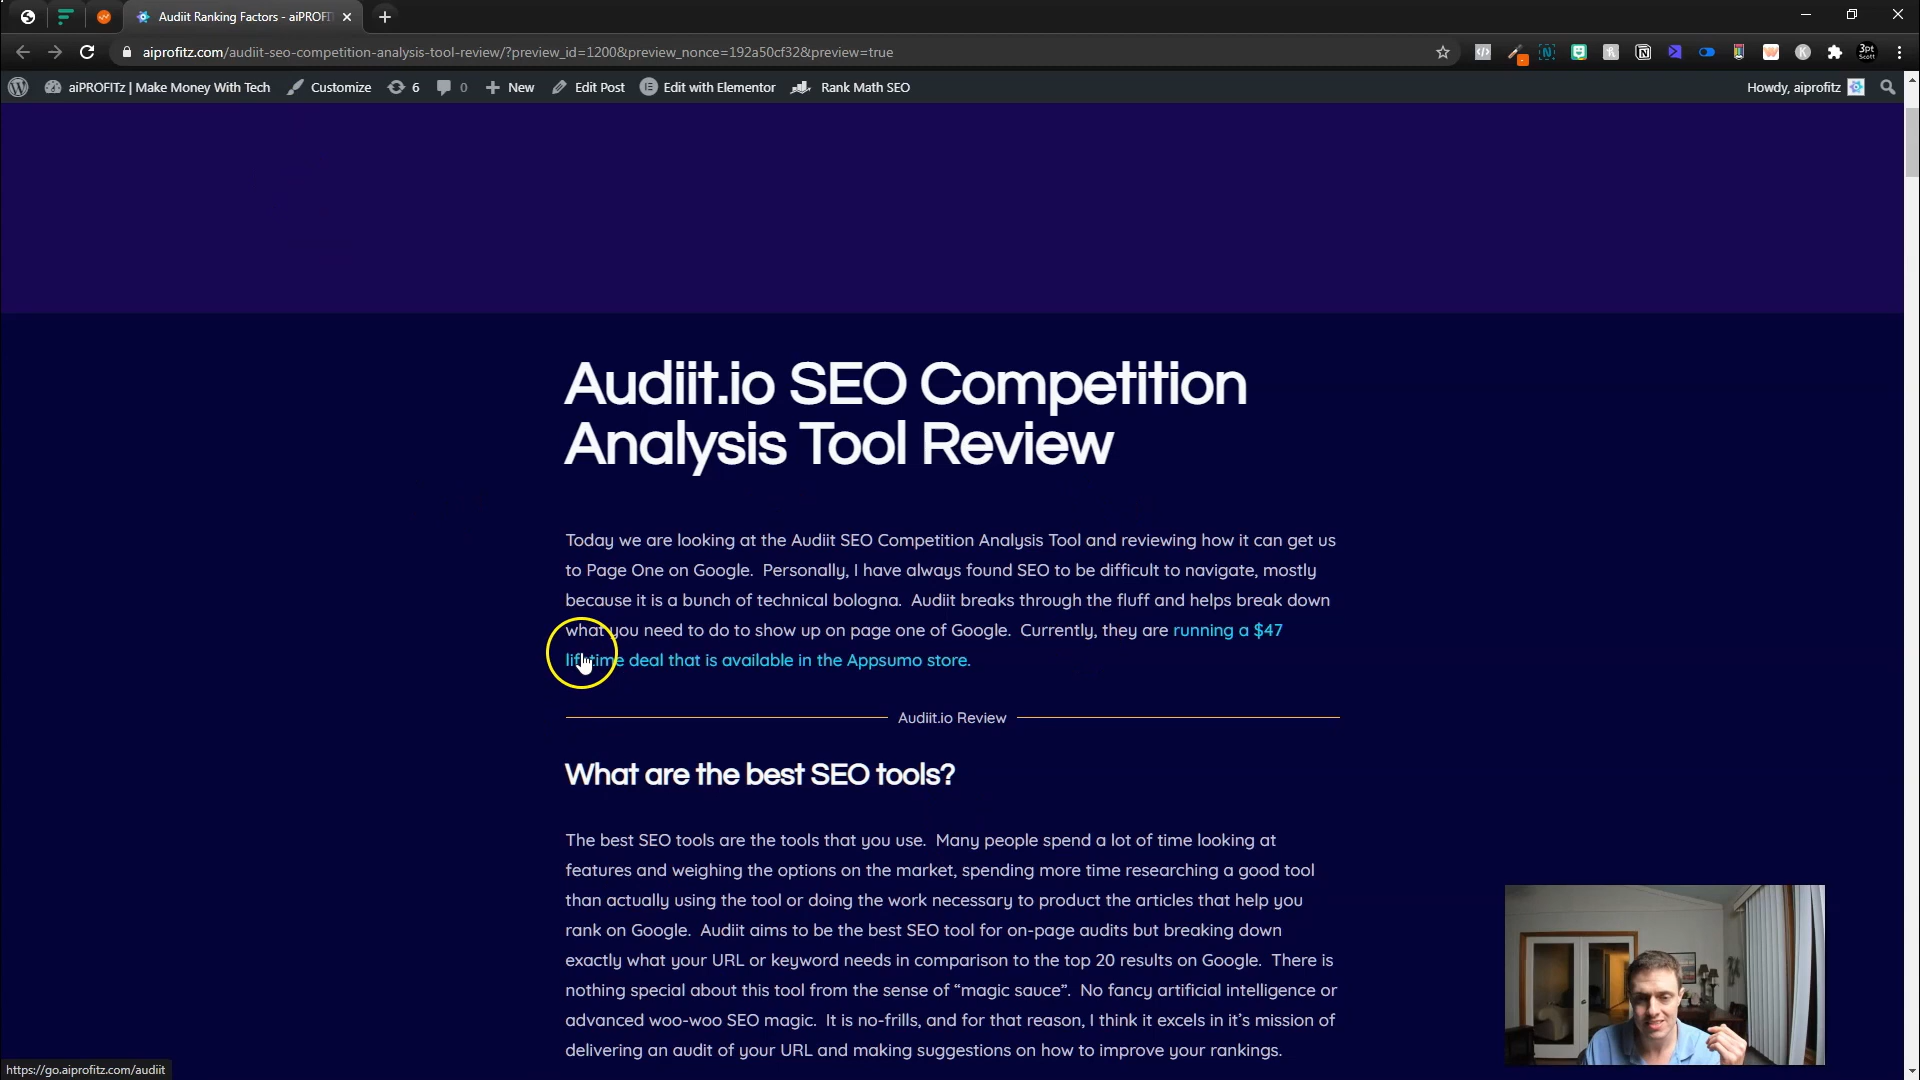 Audiit Ranking Factors - aiPROFI
aiprofitz.com/audiit-seo-competition-analysis-tool-review/?preview_id=1200&preview_nonce=192a50cf32&preview=true
3pt
Scott
aiPROFITz | Make Money With Tech
Customize
6
0
New
Edit Post
Edit with Elementor
Rank Math SEO
Howdy, aiprofitz
Audiit.io SEO Competition
Analysis Tool Review
Today we are looking at the Audiit SEO Competition Analysis Tool and reviewing how it can get us
to Page One on Google. Personally, I have always found SEO to be difficult to navigate, mostly
because it is a bunch of technical bologna. Audiit breaks through the fluff and helps break down
what you need to do to show up on page one of Google. Currently, they are running a $47
lifetime deal that is available in the Appsumo store.
Audiit.io Review
What are the best SEO tools?
The best SEO tools are the tools that you use. Many people spend a lot of time looking at
features and weighing the options on the market, spending more time researching a good tool
than actually using the tool or doing the work necessary to product the articles that help you
rank on Google. Audiit aims to be the best SEO tool for on-page audits but breaking down
exactly what your URL or keyword needs in comparison to the top 20 results on Google. There is
nothing special about this tool from the sense of “magic sauce”. No fancy artificial intelligence or
advanced woo-woo SEO magic. It is no-frills, and for that reason, I think it excels in it’s mission of
delivering an audit of your URL and making suggestions on how to improve your rankings.
https://go.aiprofitz.com/audiit